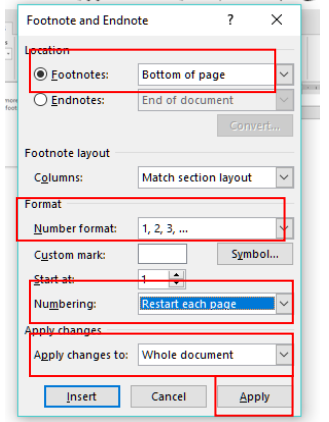 Footnote and Endnote ? ×
Location
Footnotes: Bottom of page
Endnotes: End of document
Convert...
Footnote layout
Columns: Match section layout
Format
Number format: 1, 2, 3, ...
Custom mark: Symbol...
Start at: 1
Numbering: Restart each page
Apply changes
Apply changes to: Whole document
Insert Cancel Apply